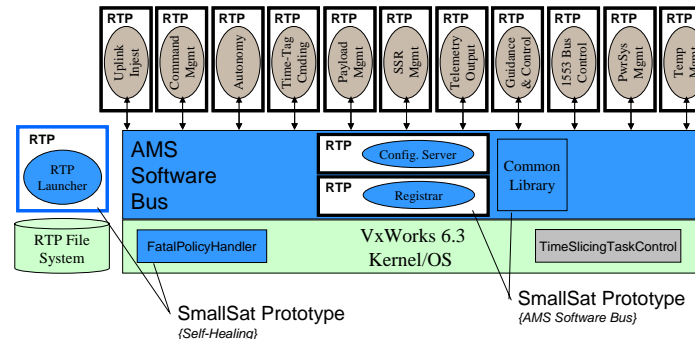 RTP RTP RTP RTP RTP RTP RTP RTP RTP RTP RTP
Uplink
Injest
Command
Mgmt
Autonomy
Time-Tag
Cmding
Payload
Mgmt
SSR
Mgmt
Telemetry
Output
Guidance
& Control
1553 Bus
Control
PwrSys
Mgmt
Temp
Mgmt
RTP
RTP
Launcher
AMS
Software
Bus
RTP
Config. Server
RTP
Registrar
Common
Library
RTP File
System
FatalPolicyHandler
VxWorks 6.3
Kernel/OS
TimeSlicingTaskControl
SmallSat Prototype
{Self-Healing}
SmallSat Prototype
{AMS Software Bus}